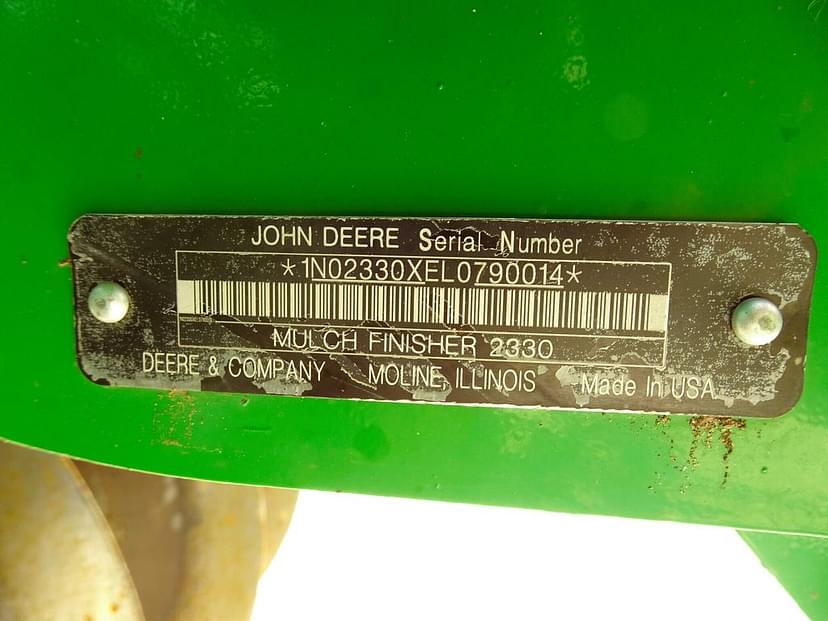 JOHN DEERE Serial Number
*1N02330XEL0790014*
MULCH FINISHER 2330
DEERE & COMPANY MOLINE, ILLINOIS Made In USA